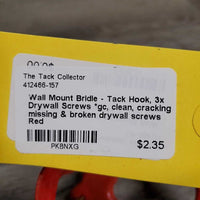 The Tack Collector
412466-157
Wall Mount Bridle - Tack Hook, 3x
Drywall Screws *gc, clean, cracking
missing & broken drywall screws
Red
PK8NXG
$2.35